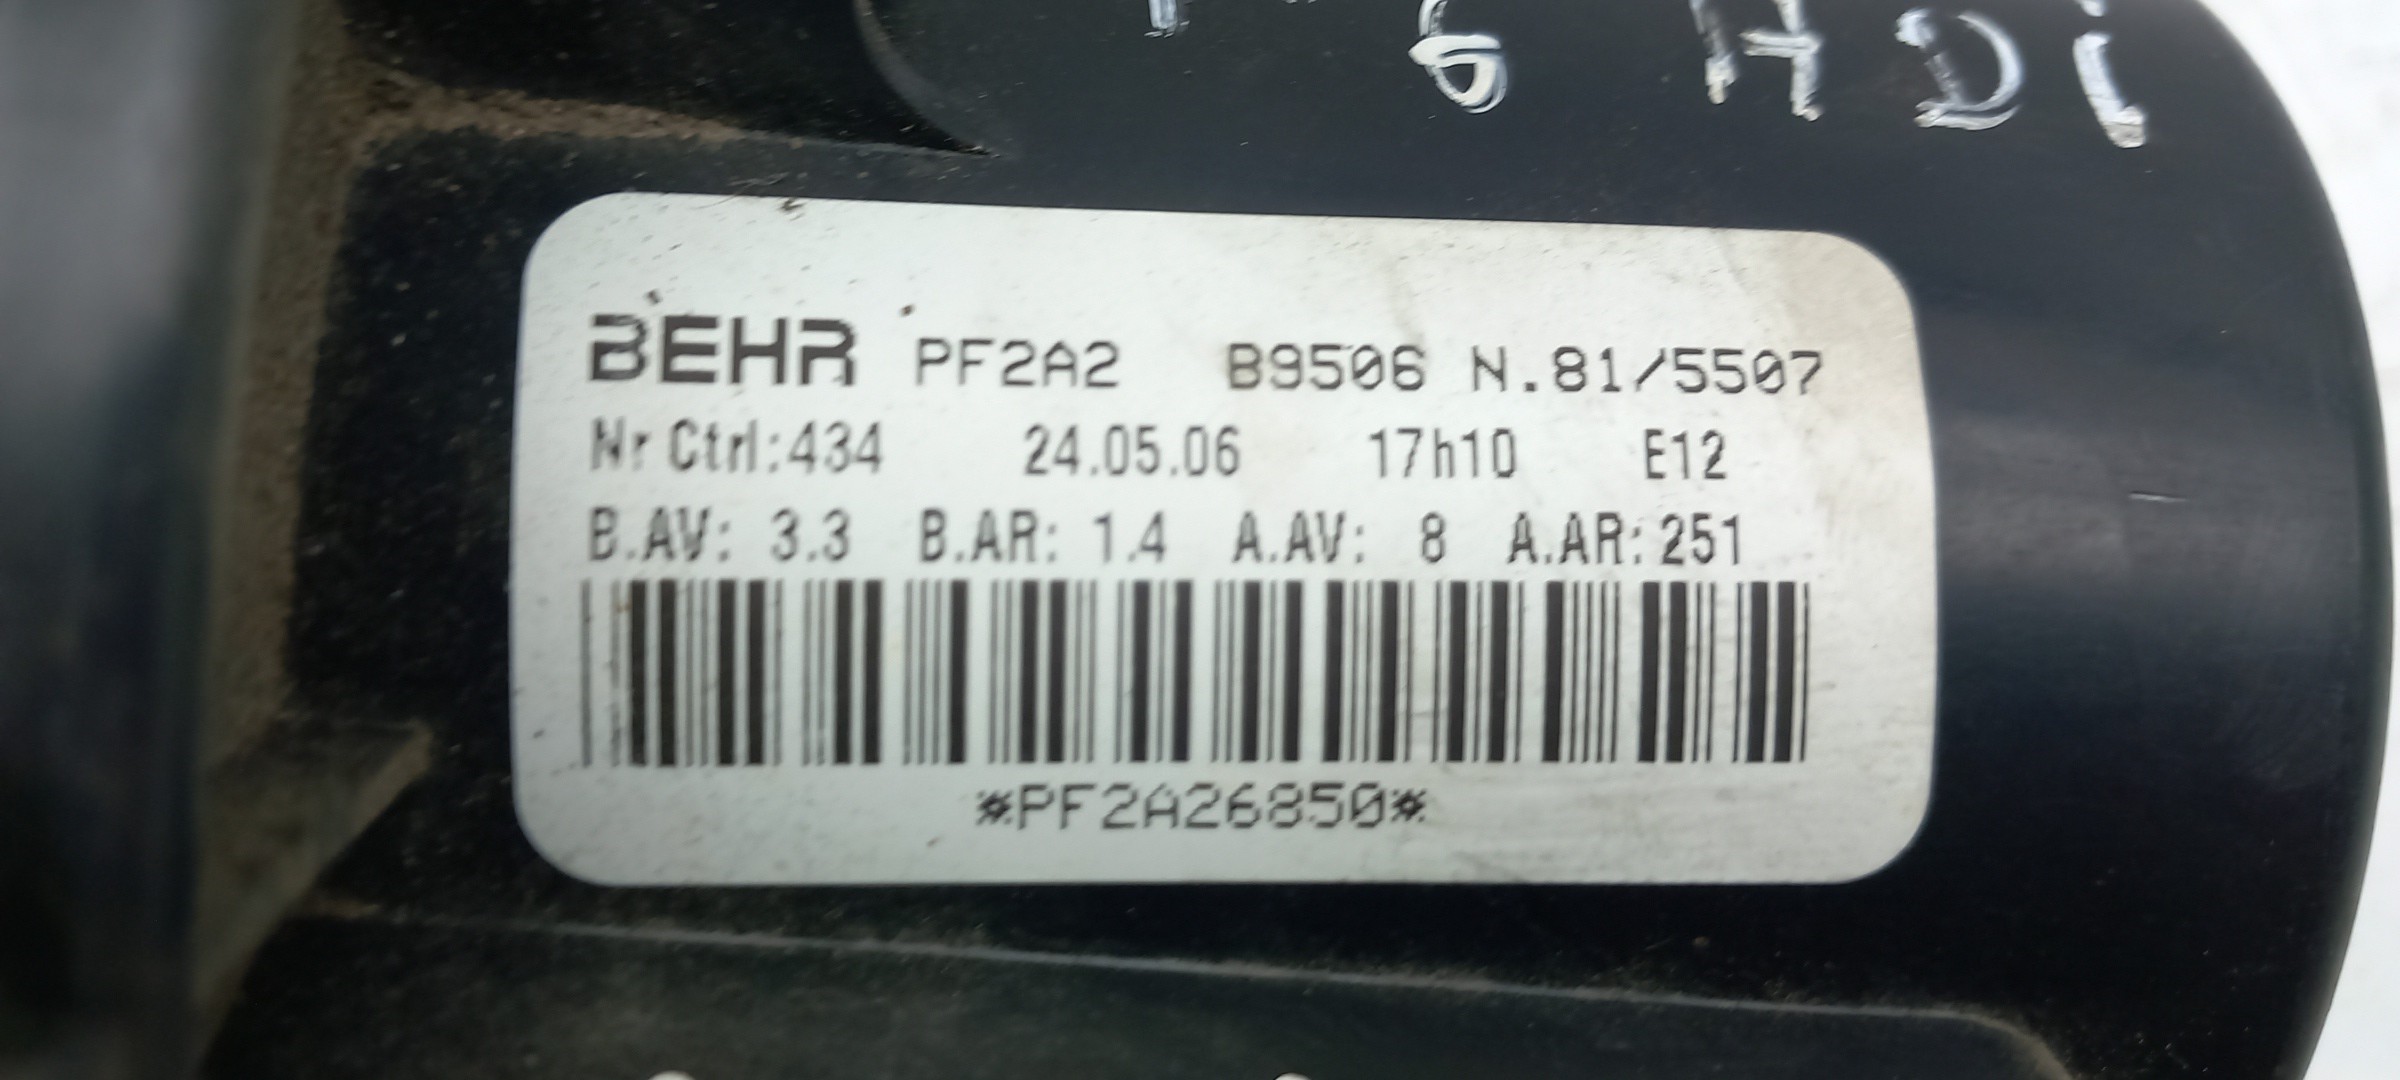 6 HDi
BEHR PF2A2 B9506 N.81/5507
Nr Ctrl:434 24.05.06 17h10 E12
B.AV: 3.3 B.AR: 1.4 A.AV: 8 A.AR:251
*PF2A26850*